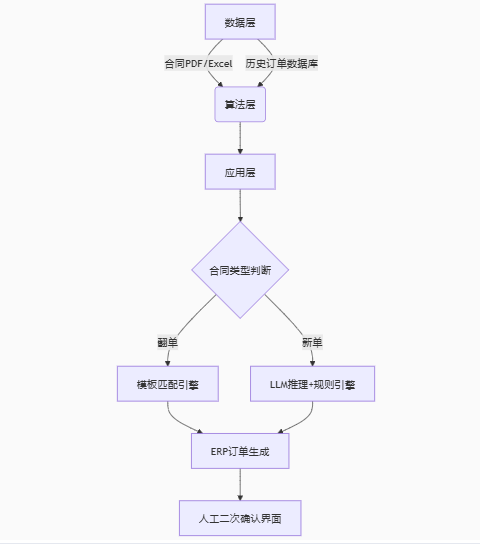 数据层
合同PDF/Excel
历史订单数据库
算法层
应用层
合同类型判断
翻单
新单
模板匹配引擎
LLM推理+规则引擎
ERP订单生成
人工二次确认界面